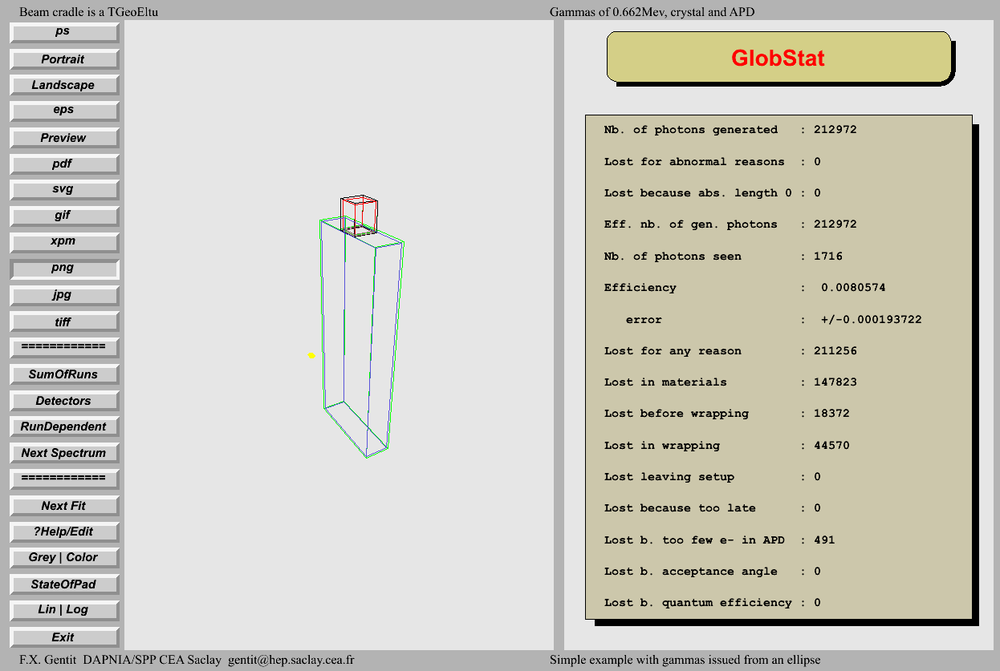 Beam cradle is a TGeoEltu
Gammas of 0.662Mev, crystal and APD
ps
Portrait
Landscape
eps
Preview
pdf
svg
gif
xpm
png
jpg
tiff
============
SumOfRuns
Detectors
RunDependent
Next Spectrum
============
Next Fit
?Help/Edit
Grey | Color
StateOfPad
Lin | Log
Exit
GlobStat
Nb. of photons generated : 212972
Lost for abnormal reasons : 0
Lost because abs. length 0 : 0
Eff. nb. of gen. photons : 212972
Nb. of photons seen : 1716
Efficiency : 0.0080574
error : +/-0.000193722
Lost for any reason : 211256
Lost in materials : 147823
Lost before wrapping : 18372
Lost in wrapping : 44570
Lost leaving setup : 0
Lost because too late : 0
Lost b. too few e- in APD : 491
Lost b. acceptance angle : 0
Lost b. quantum efficiency : 0
F.X. Gentit DAPNIA/SPP CEA Saclay gentit@hep.saclay.cea.fr
Simple example with gammas issued from an ellipse